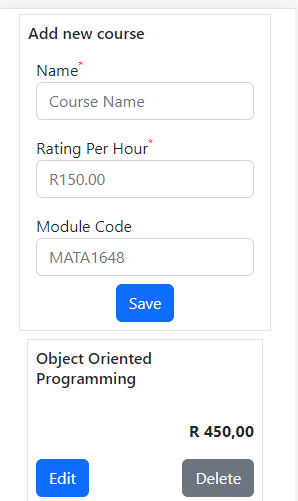 Add new course
Name*
Course Name
Rating Per Hour*
R150.00
Module Code
MATA1648
Save
Object Oriented
Programming
R 450,00
Edit Delete